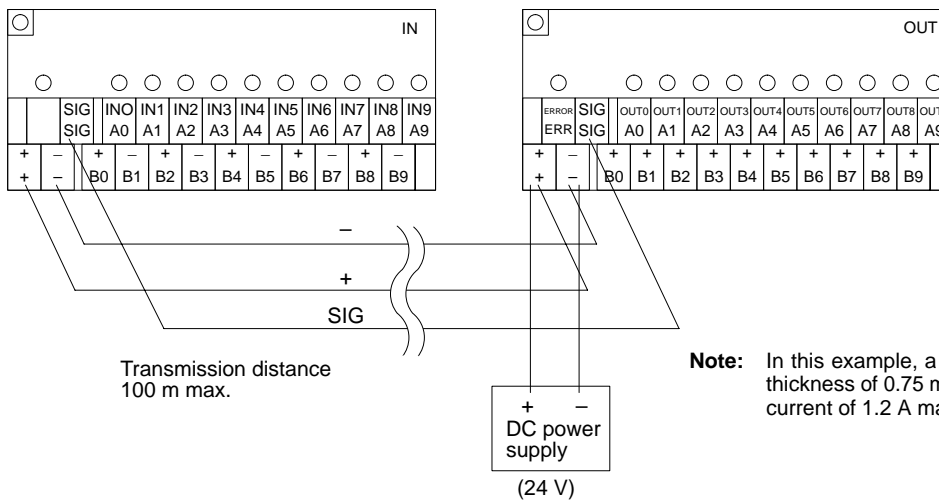 IN
SIG IN0 IN1 IN2 IN3 IN4 IN5 IN6 IN7 IN8 IN9
SIG A0 A1 A2 A3 A4 A5 A6 A7 A8 A9
+ – + – + – + – + – + –
+ – B0 B1 B2 B3 B4 B5 B6 B7 B8 B9
OUT
ERROR SIG OUT0 OUT1 OUT2 OUT3 OUT4 OUT5 OUT6 OUT7 OUT8 OUT
ERR SIG A0 A1 A2 A3 A4 A5 A6 A7 A8 A9
+ – + + + + + + + + + +
+ – B0 B1 B2 B3 B4 B5 B6 B7 B8 B9
–
+
SIG
Transmission distance
100 m max.
Note: In this example, a
thickness of 0.75 m
current of 1.2 A ma
+ –
DC power
supply
(24 V)